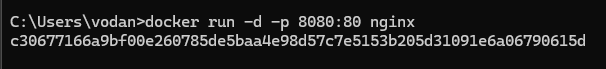 C:\Users\vodan>docker run -d -p 8080:80 nginx
c30677166a9bf00e260785de5baa4e98d57c7e5153b205d31091e6a06790615d